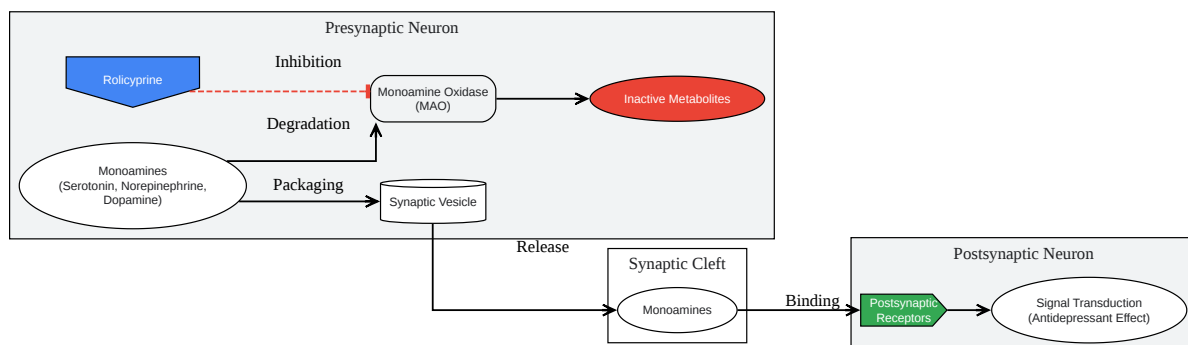 Presynaptic Neuron
Rolicyprine
Inhibition
Monoamine Oxidase
(MAO)
Inactive Metabolites
Degradation
Monoamines
(Serotonin, Norepinephrine,
Dopamine)
Packaging
Synaptic Vesicle
Release
Synaptic Cleft
Monoamines
Binding
Postsynaptic Neuron
Postsynaptic
Receptors
Signal Transduction
(Antidepressant Effect)